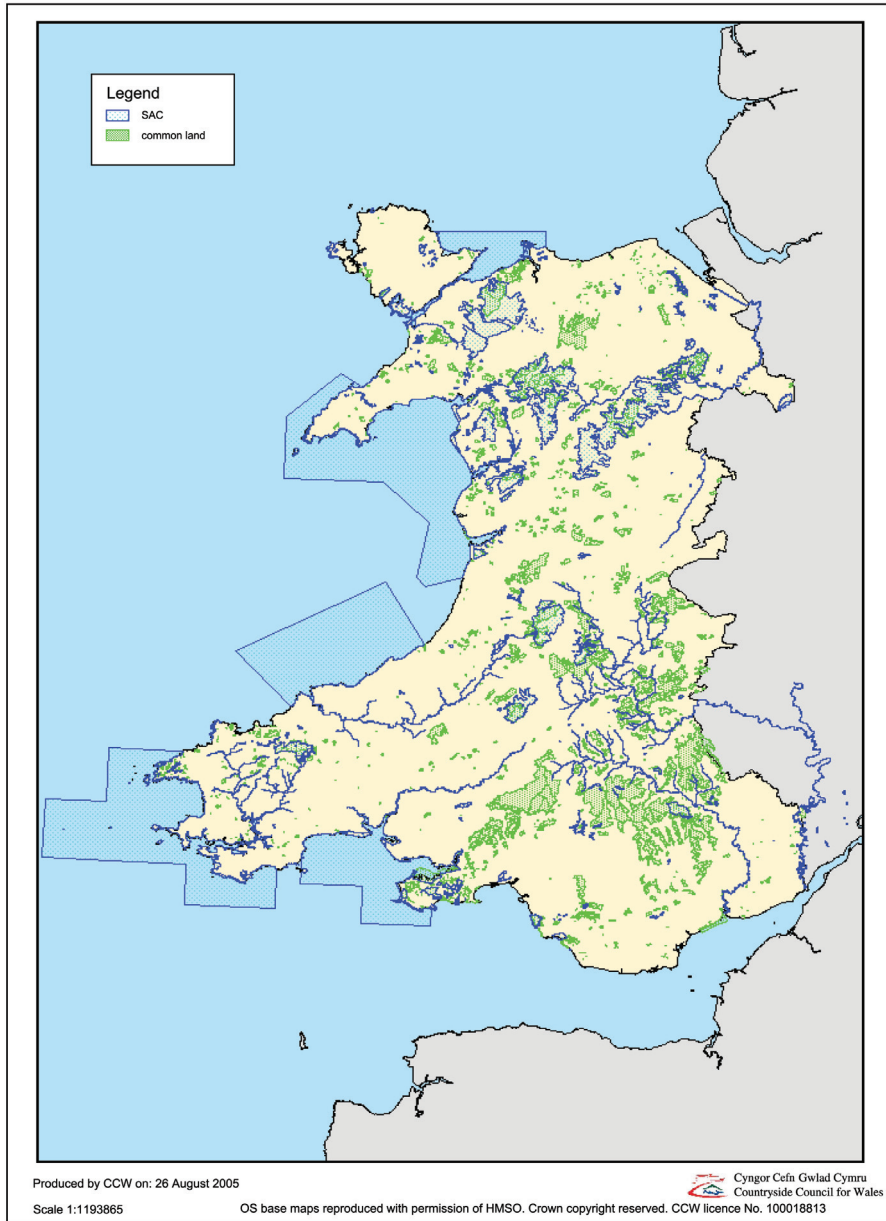 Legend
SAC
common land
Produced by CCW on: 26 August 2005
Cyngor Cefn Gwlad Cymru
Countryside Council for Wales
Scale 1:1193865
OS base maps reproduced with permission of HMSO. Crown copyright reserved. CCW licence No. 100018813